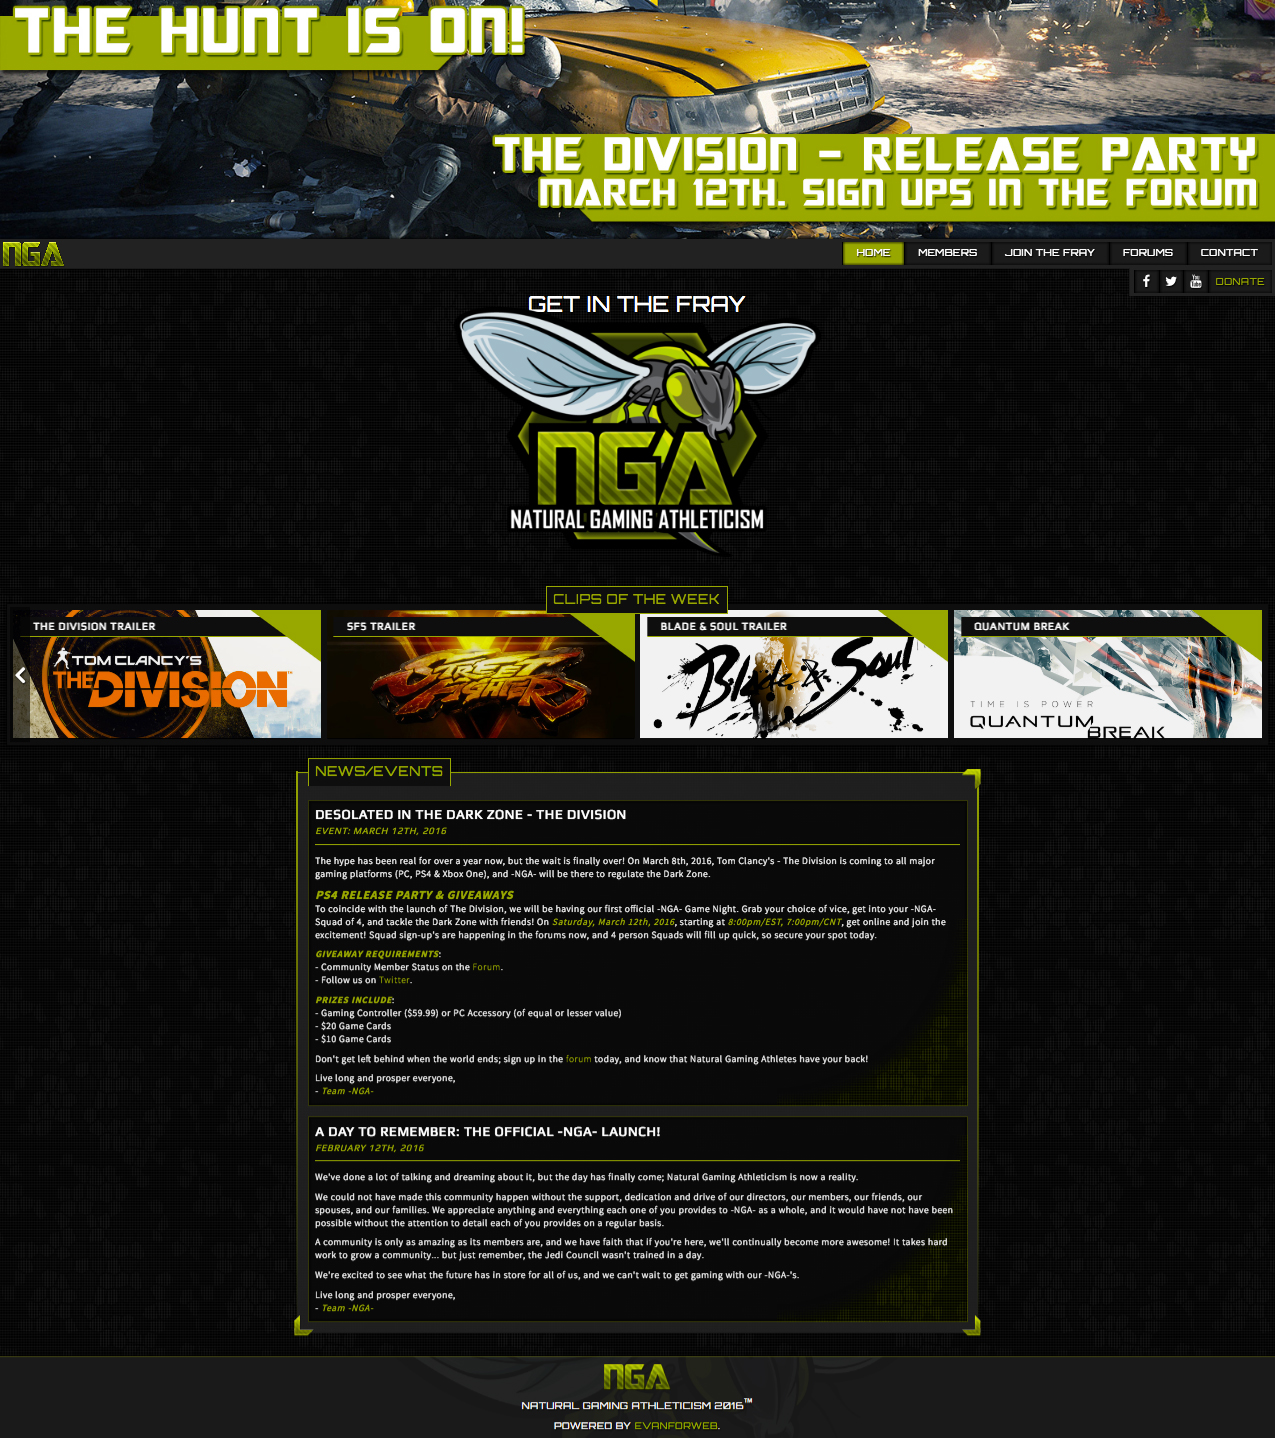 THE HUNT IS ON!
THE DIVISION - RELEASE PARTY
MARCH 12TH. SIGN UPS IN THE FORUM
NGA
HOME MEMBERS JOIN THE FRAY FORUMS CONTACT
You Tube DONATE
GET IN THE FRAY
NGA
NATURAL GAMING ATHLETICISM
CLIPS OF THE WEEK
THE DIVISION TRAILER
TOM CLANCY'S
THE DIVISION™
SF5 TRAILER
STREET FIGHTER
BLADE & SOUL TRAILER
Blade & Soul
QUANTUM BREAK
TIME IS POWER
QUANTUM
BREAK
NEWS/EVENTS
DESOLATED IN THE DARK ZONE - THE DIVISION
EVENT: MARCH 12TH, 2016
The hype has been real for over a year now, but the wait is finally over! On March 8th, 2016, Tom Clancy's - The Division is coming to all major
gaming platforms (PC, PS4 & Xbox One), and -NGA- will be there to regulate the Dark Zone.
PS4 RELEASE PARTY & GIVEAWAYS
To coincide with the launch of The Division, we will be having our first official -NGA- Game Night. Grab your choice of vice, get into your -NGA-
Squad of 4, and tackle the Dark Zone with friends! On Saturday, March 12th, 2016, starting at 8:00pm/EST, 7:00pm/CNT, get online and join the
excitement! Squad sign-up's are happening in the forums now, and 4 person Squads will fill up quick, so secure your spot today.
GIVEAWAY REQUIREMENTS:
- Community Member Status on the Forum.
- Follow us on Twitter.
PRIZES INCLUDE:
- Gaming Controller ($59.99) or PC Accessory (of equal or lesser value)
- $20 Game Cards
- $10 Game Cards
Don't get left behind when the world ends; sign up in the forum today, and know that Natural Gaming Athletes have your back!
Live long and prosper everyone,
- Team -NGA-
A DAY TO REMEMBER: THE OFFICIAL -NGA- LAUNCH!
FEBRUARY 12TH, 2016
We've done a lot of talking and dreaming about it, but the day has finally come; Natural Gaming Athleticism is now a reality.
We could not have made this community happen without the support, dedication and drive of our directors, our members, our friends, our
spouses, and our families. We appreciate anything and everything each one of you provides to -NGA- as a whole, and it would have not have been
possible without the attention to detail each of you provides on a regular basis.
A community is only as amazing as its members are, and we have faith that if you're here, we'll continually become more awesome! It takes hard
work to grow a community... but just remember, the Jedi Council wasn't trained in a day.
We're excited to see what the future has in store for all of us, and we can't wait to get gaming with our -NGA-'s.
Live long and prosper everyone,
- Team -NGA-
NGA
NATURAL GAMING ATHLETICISM 2016™
POWERED BY EVANFORWEB.